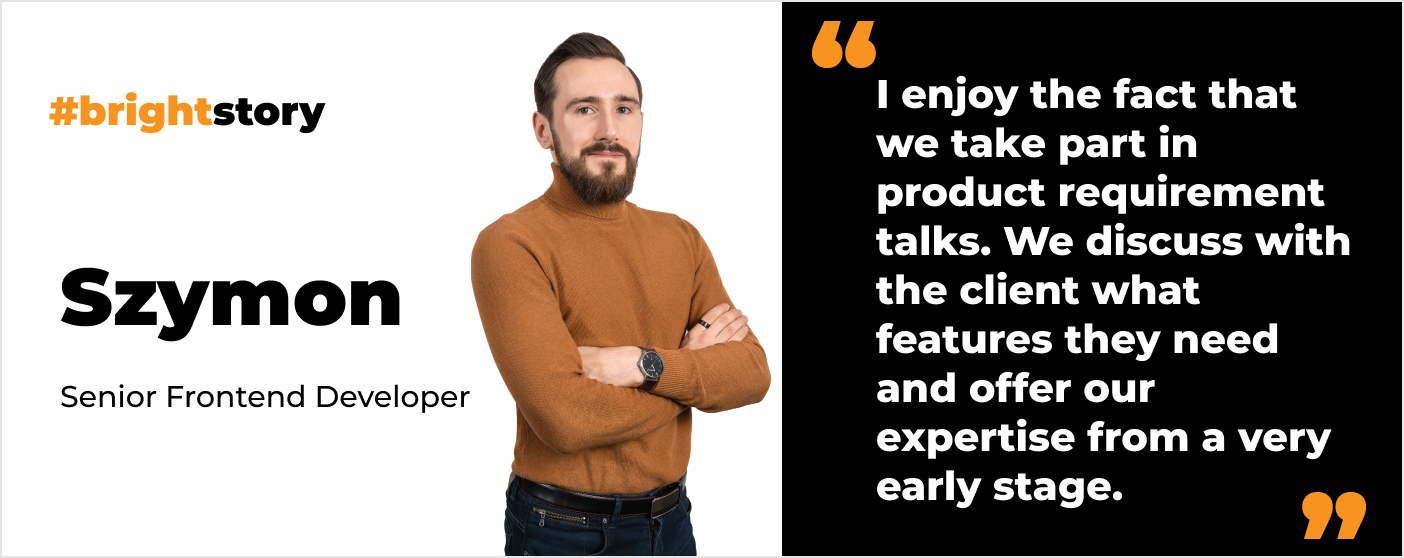 #brightstory
Szymon
Senior Frontend Developer
“
I enjoy the fact that
we take part in
product requirement
talks. We discuss with
the client what
features they need
and offer our
expertise from a very
early stage.
”